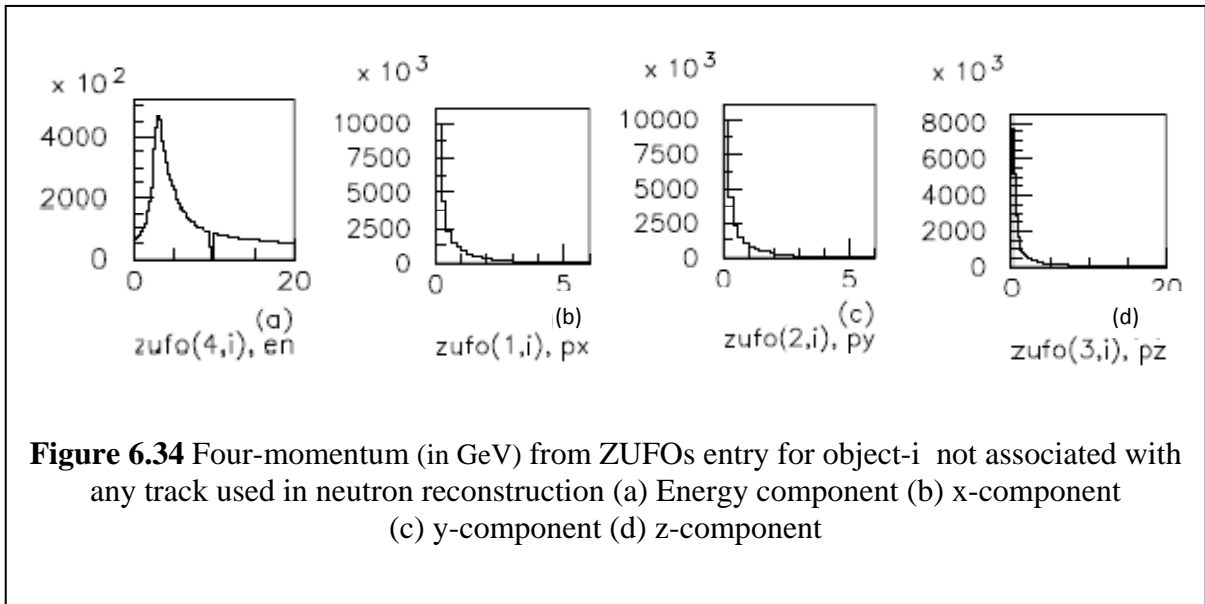 x 10²
4000
2000
0
0
20
(a)
zufo(4,i), en
x 10³
10000
7500
5000
2500
0
0
5
(b)
zufo(1,i), px
x 10³
10000
7500
5000
2500
0
0
5
(c)
zufo(2,i), py
x 10³
8000
6000
4000
2000
0
0
20
(d)
zufo(3,i), pz
Figure 6.34 Four-momentum (in GeV) from ZUFOs entry for object-i not associated with
any track used in neutron reconstruction (a) Energy component (b) x-component
(c) y-component (d) z-component